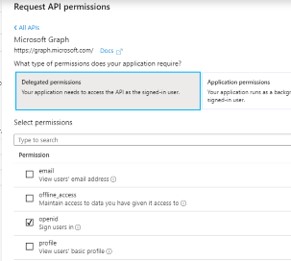 Request API permissions
All APIs
Microsoft Graph
https://graph.microsoft.com/ Docs
What type of permissions does your application require?
Delegated permissions
Your application needs to access the API as the signed-in user.
Application permissions
Your application runs as a
signed-in user.
Select permissions
Type to search
Permission
email
View users' email address
offline_access
Maintain access to data you have given it access to
openid
Sign users in
profile
View users' basic profile